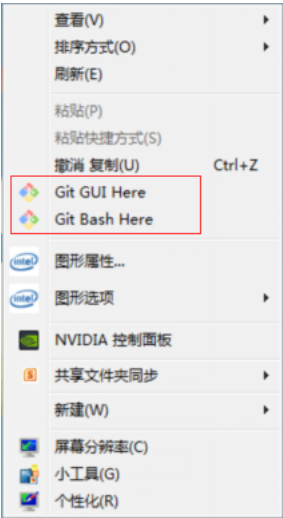 查看(V)
排序方式(O)
刷新(E)
粘贴(P)
粘贴快捷方式(S)
撤消 复制(U) Ctrl+Z
Git GUI Here
Git Bash Here
intel 图形属性...
intel 图形选项
NVIDIA 控制面板
S 共享文件夹同步
新建(W)
屏幕分辨率(C)
小工具(G)
个性化(R)